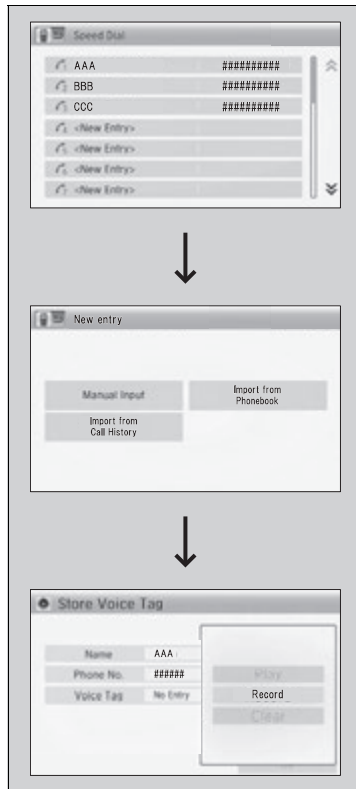 Speed Dial
AAA ##########
BBB ##########
CCC ##########
<New Entry>
<New Entry>
<New Entry>
<New Entry>
New entry
Manual Input
Import from
Phonebook
Import from
Call History
Store Voice Tag
Name AAA
Phone No. ######
Voice Tag No Entry
Play
Record
Clear